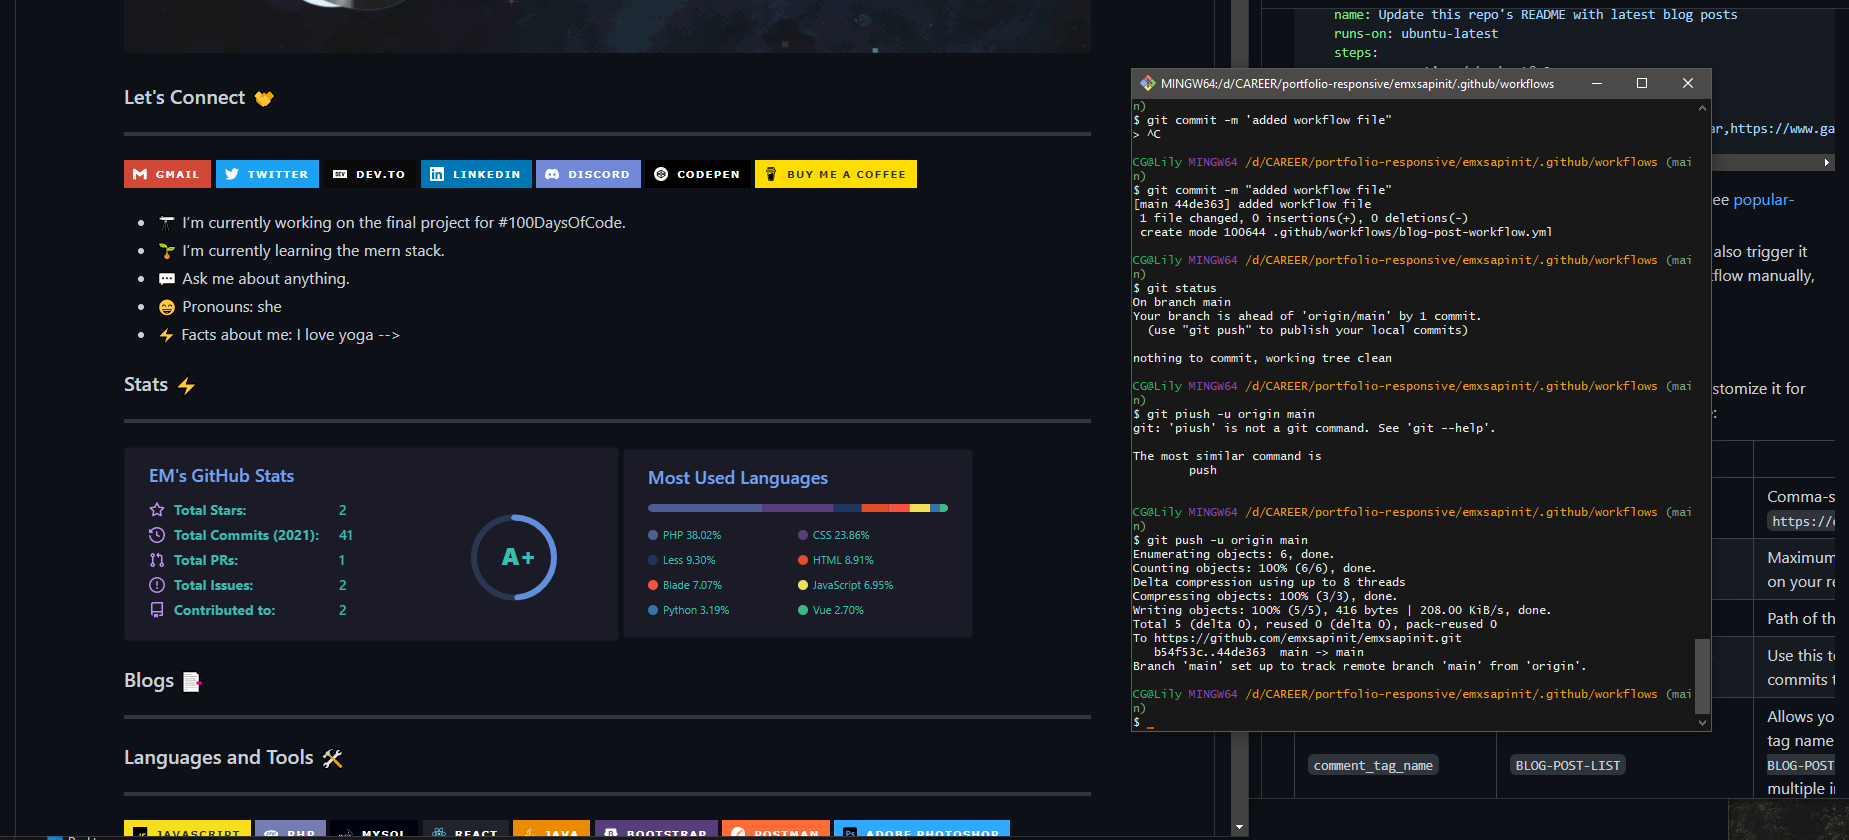 Let's Connect
GMAIL
TWITTER
DEV DEV.TO
LINKEDIN
DISCORD
CODEPEN
BUY ME A COFFEE
I'm currently working on the final project for #100DaysOfCode.
I'm currently learning the mern stack.
Ask me about anything.
Pronouns: she
Facts about me: I love yoga -->
Stats
EM's GitHub Stats
Total Stars: 2
Total Commits (2021): 41
Total PRs: 1
Total Issues: 2
Contributed to: 2
A+
Most Used Languages
PHP 38.02%
CSS 23.86%
Less 9.30%
HTML 8.91%
Blade 7.07%
JavaScript 6.95%
Python 3.19%
Vue 2.70%
Blogs
Languages and Tools
JAVASCRIPT
PHP
MYSQL
REACT
JAVA
BOOTSTRAP
POSTMAN
Ps ADOBE PHOTOSHOP
name: Update this repo's README with latest blog posts
runs-on: ubuntu-latest
steps:
MINGW64:/d/CAREER/portfolio-responsive/emxsapinit/.github/workflows
n)
$ git commit -m 'added workflow file"
> ^C
CG@Lily MINGW64 /d/CAREER/portfolio-responsive/emxsapinit/.github/workflows (mai
n)
$ git commit -m "added workflow file"
[main 44de363] added workflow file
1 file changed, 0 insertions(+), 0 deletions(-)
create mode 100644 .github/workflows/blog-post-workflow.yml
CG@Lily MINGW64 /d/CAREER/portfolio-responsive/emxsapinit/.github/workflows (mai
n)
$ git status
On branch main
Your branch is ahead of 'origin/main' by 1 commit.
(use "git push" to publish your local commits)
nothing to commit, working tree clean
CG@Lily MINGW64 /d/CAREER/portfolio-responsive/emxsapinit/.github/workflows (mai
n)
$ git piush -u origin main
git: 'piush' is not a git command. See 'git --help'.
The most similar command is
push
CG@Lily MINGW64 /d/CAREER/portfolio-responsive/emxsapinit/.github/workflows (mai
n)
$ git push -u origin main
Enumerating objects: 6, done.
Counting objects: 100% (6/6), done.
Delta compression using up to 8 threads
Compressing objects: 100% (3/3), done.
Writing objects: 100% (5/5), 416 bytes | 208.00 KiB/s, done.
Total 5 (delta 0), reused 0 (delta 0), pack-reused 0
To https://github.com/emxsapinit/emxsapinit.git
b54f53c..44de363 main -> main
Branch 'main' set up to track remote branch 'main' from 'origin'.
CG@Lily MINGW64 /d/CAREER/portfolio-responsive/emxsapinit/.github/workflows (mai
n)
$ _
ar,https://www.ga
ee popular-
also trigger it
flow manually,
stomize it for
:
Comma-s
https://
Maximum
on your re
Path of th
Use this t
commits t
Allows yo
tag name
BLOG-POST
multiple i
comment_tag_name
BLOG-POST-LIST